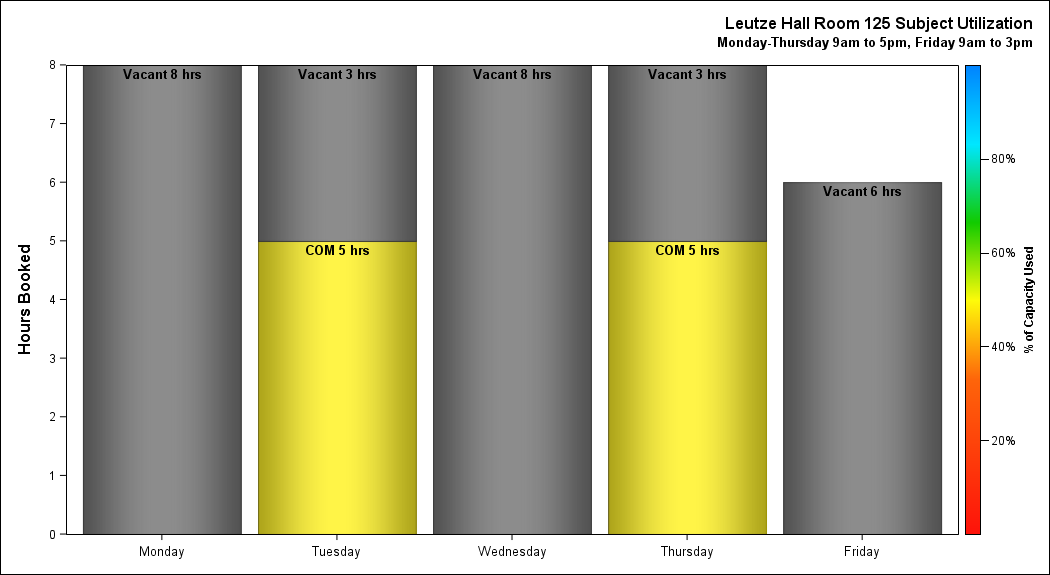 Leutze Hall Room 125 Subject Utilization
Monday-Thursday 9am to 5pm, Friday 9am to 3pm
Hours Booked
8
7
6
5
4
3
2
1
0
Vacant 8 hrs
Vacant 3 hrs
Vacant 8 hrs
Vacant 3 hrs
Vacant 6 hrs
COM 5 hrs
COM 5 hrs
Monday
Tuesday
Wednesday
Thursday
Friday
80%
60%
40%
20%
% of Capacity Used